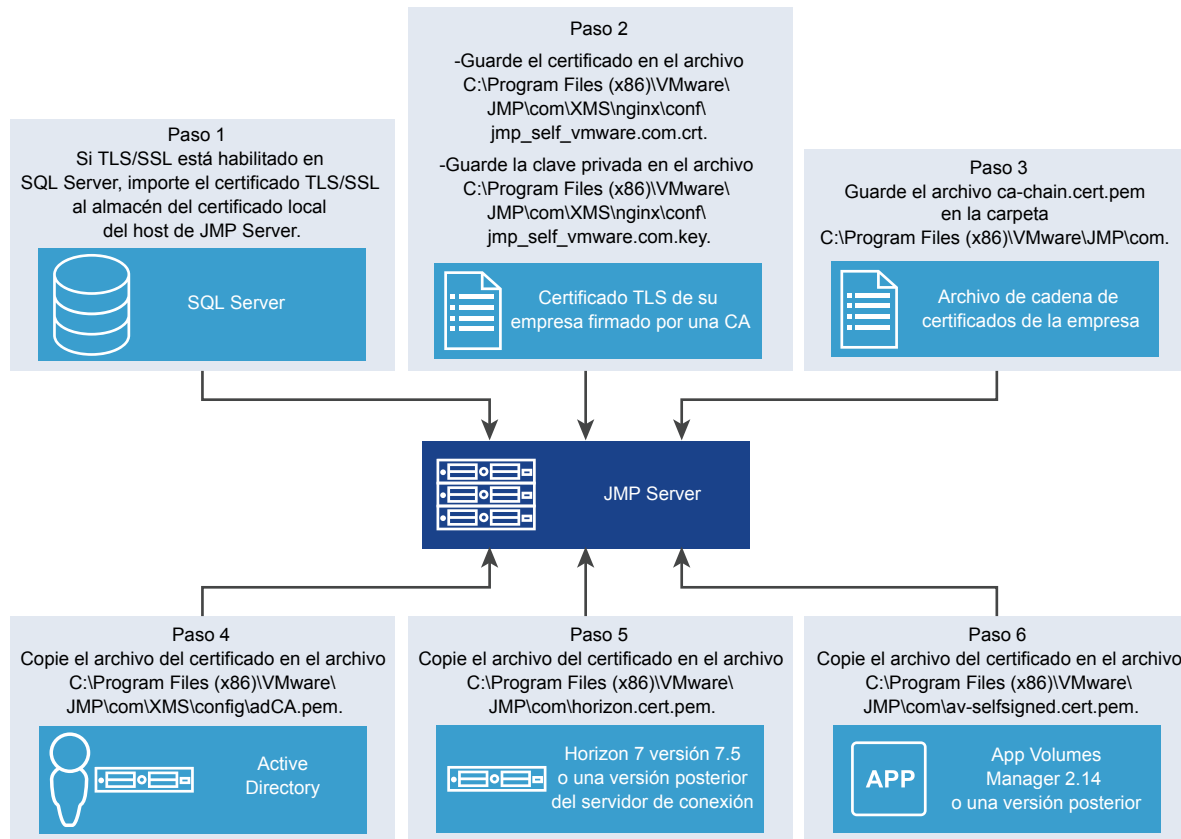 Paso 1
Si TLS/SSL está habilitado en
SQL Server, importe el certificado TLS/SSL
al almacén del certificado local
del host de JMP Server.
SQL Server
Paso 2
-Guarde el certificado en el archivo
C:\Program Files (x86)\VMware\
JMP\com\XMS\nginx\conf\
jmp_self_vmware.com.crt.
-Guarde la clave privada en el archivo
C:\Program Files (x86)\VMware\
JMP\com\XMS\nginx\conf\
jmp_self_vmware.com.key.
Certificado TLS de su
empresa firmado por una CA
Paso 3
Guarde el archivo ca-chain.cert.pem
en la carpeta
C:\Program Files (x86)\VMware\JMP\com.
Archivo de cadena de
certificados de la empresa
JMP Server
Paso 4
Copie el archivo del certificado en el archivo
C:\Program Files (x86)\VMware\
JMP\com\XMS\config\adCA.pem.
Active
Directory
Paso 5
Copie el archivo del certificado en el archivo
C:\Program Files (x86)\VMware\
JMP\com\horizon.cert.pem.
Horizon 7 versión 7.5
o una versión posterior
del servidor de conexión
Paso 6
Copie el archivo del certificado en el archivo
C:\Program Files (x86)\VMware\
JMP\com\av-selfsigned.cert.pem.
APP
App Volumes
Manager 2.14
o una versión posterior